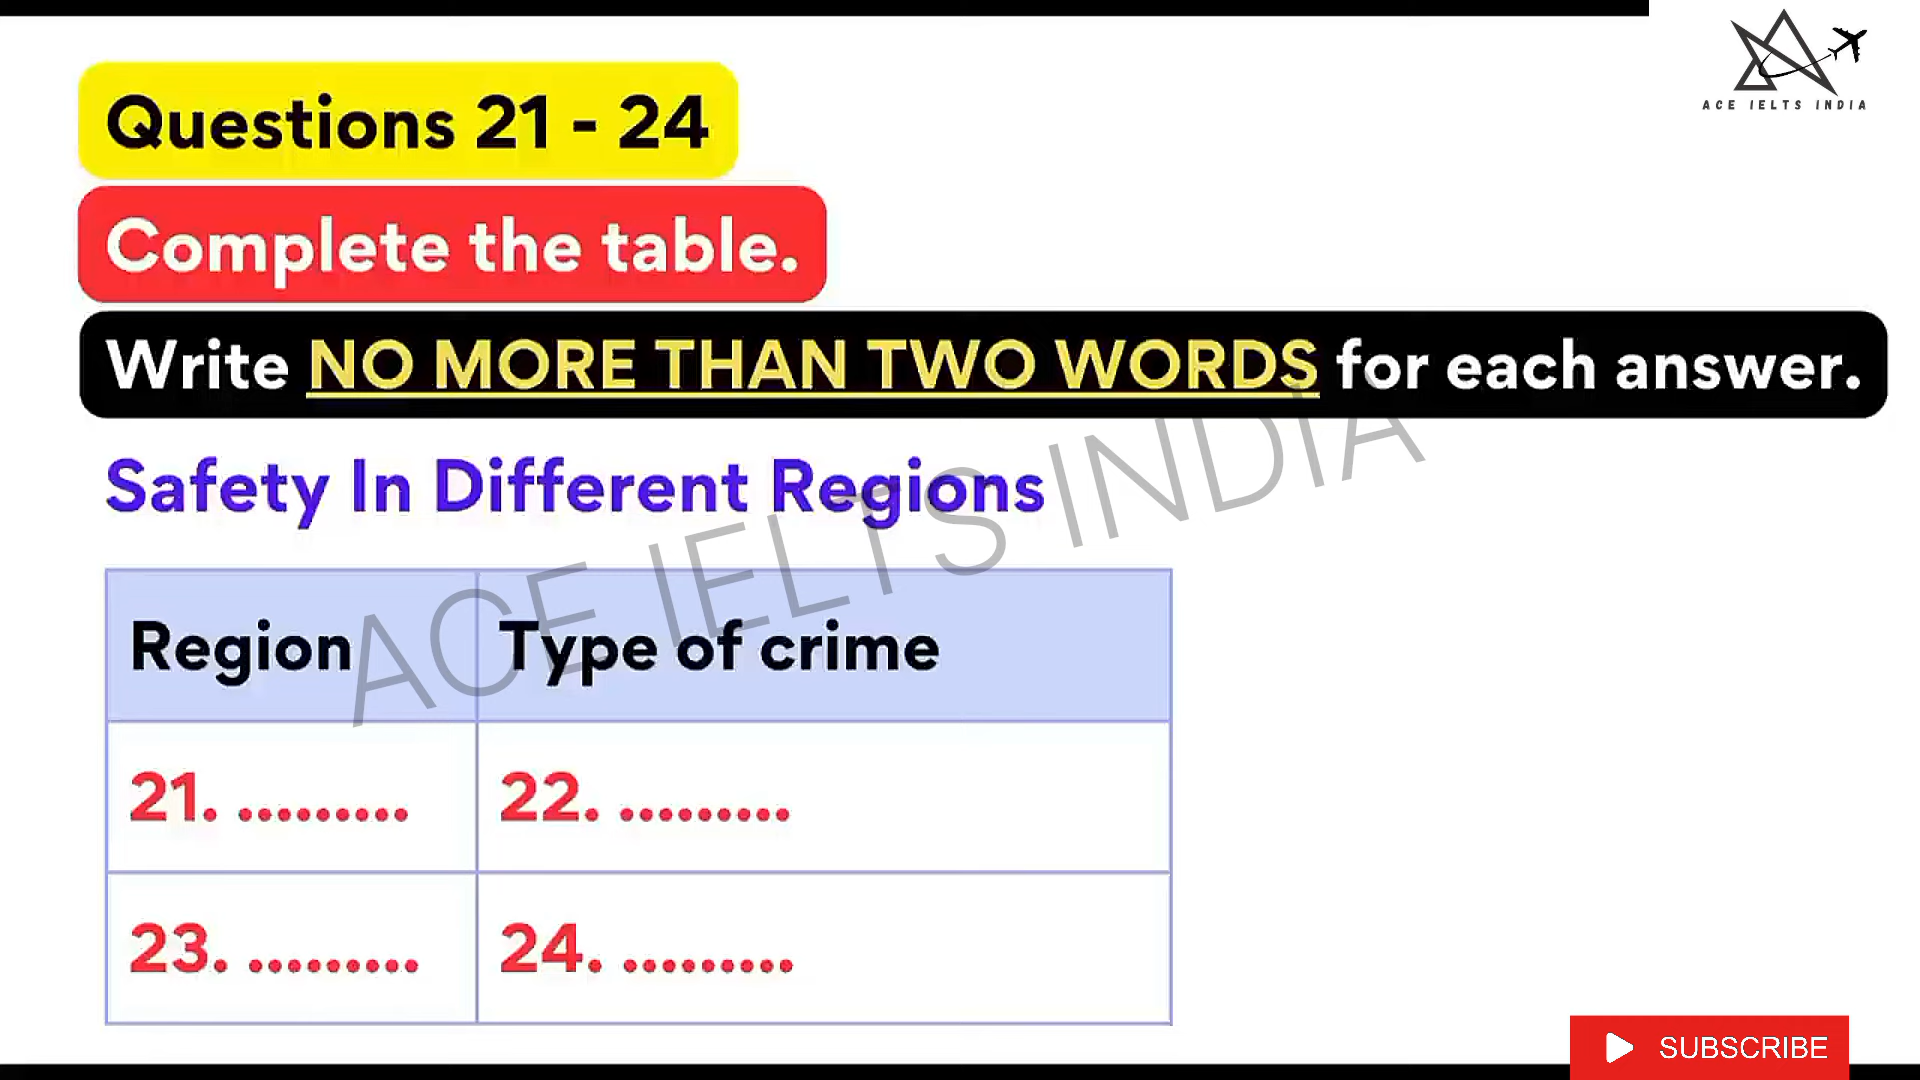 ACE IELTS INDIA
Questions 21 - 24
Complete the table.
Write NO MORE THAN TWO WORDS for each answer.
Safety In Different Regions
ACE IELTS INDIA
Region Type of crime
21. ......... 22. .........
23. ......... 24. .........
SUBSCRIBE